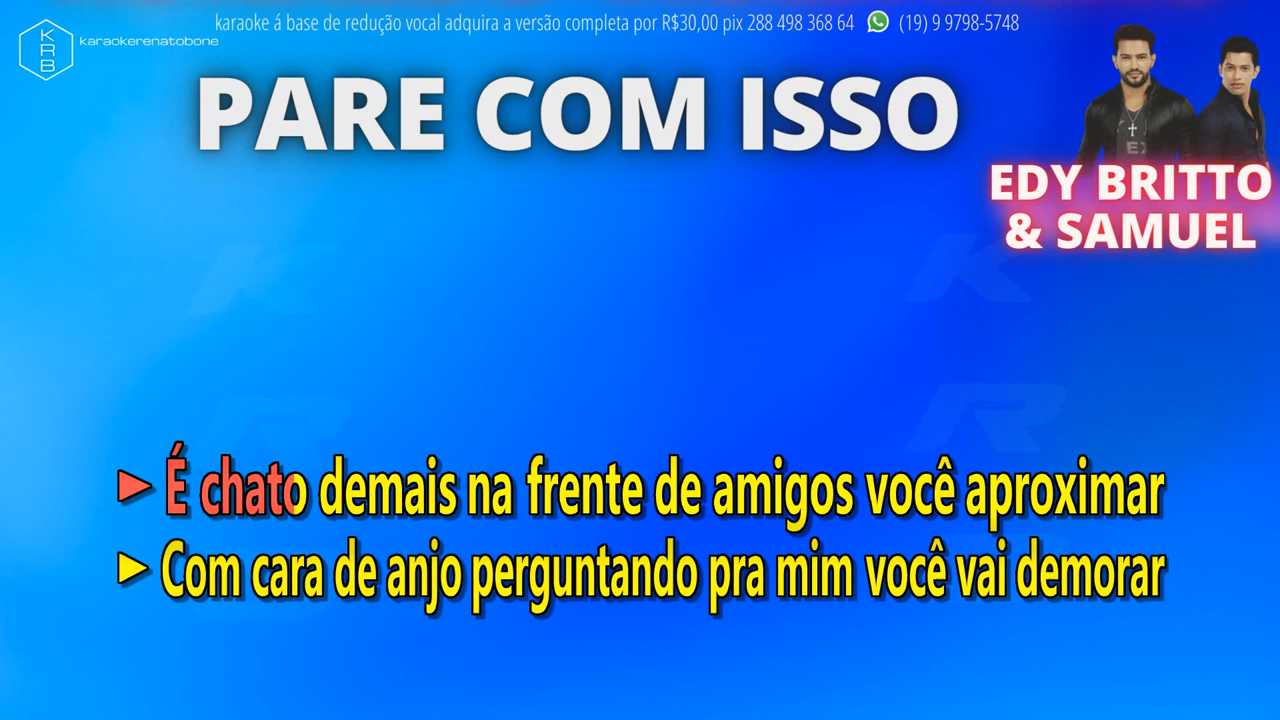 karaoke á base de redução vocal adquira a versão completa por R$30,00 pix 288 498 368 64 (19) 9 9798-5748
KRB
karaokerenatobone
PARE COM ISSO
EDY BRITTO
& SAMUEL
É chato demais na frente de amigos você aproximar
Com cara de anjo perguntando pra mim você vai demorar